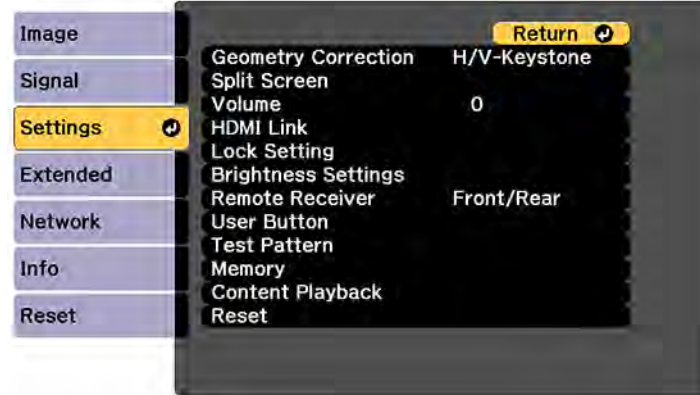 Image
Signal
Settings
Extended
Network
Info
Reset
Return
Geometry Correction H/V-Keystone
Split Screen
Volume 0
HDMI Link
Lock Setting
Brightness Settings
Remote Receiver Front/Rear
User Button
Test Pattern
Memory
Content Playback
Reset